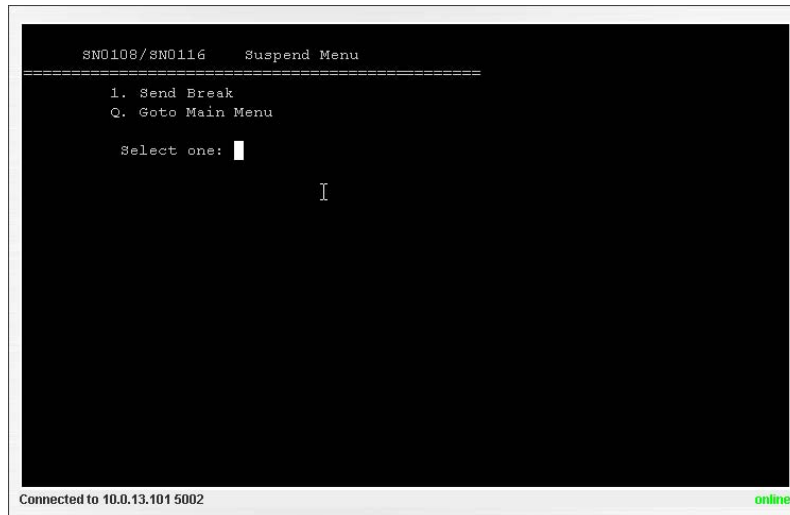 SN0108/SN0116    Suspend Menu
================================================
1. Send Break
Q. Goto Main Menu
Select one:
Connected to 10.0.13.101 5002
online